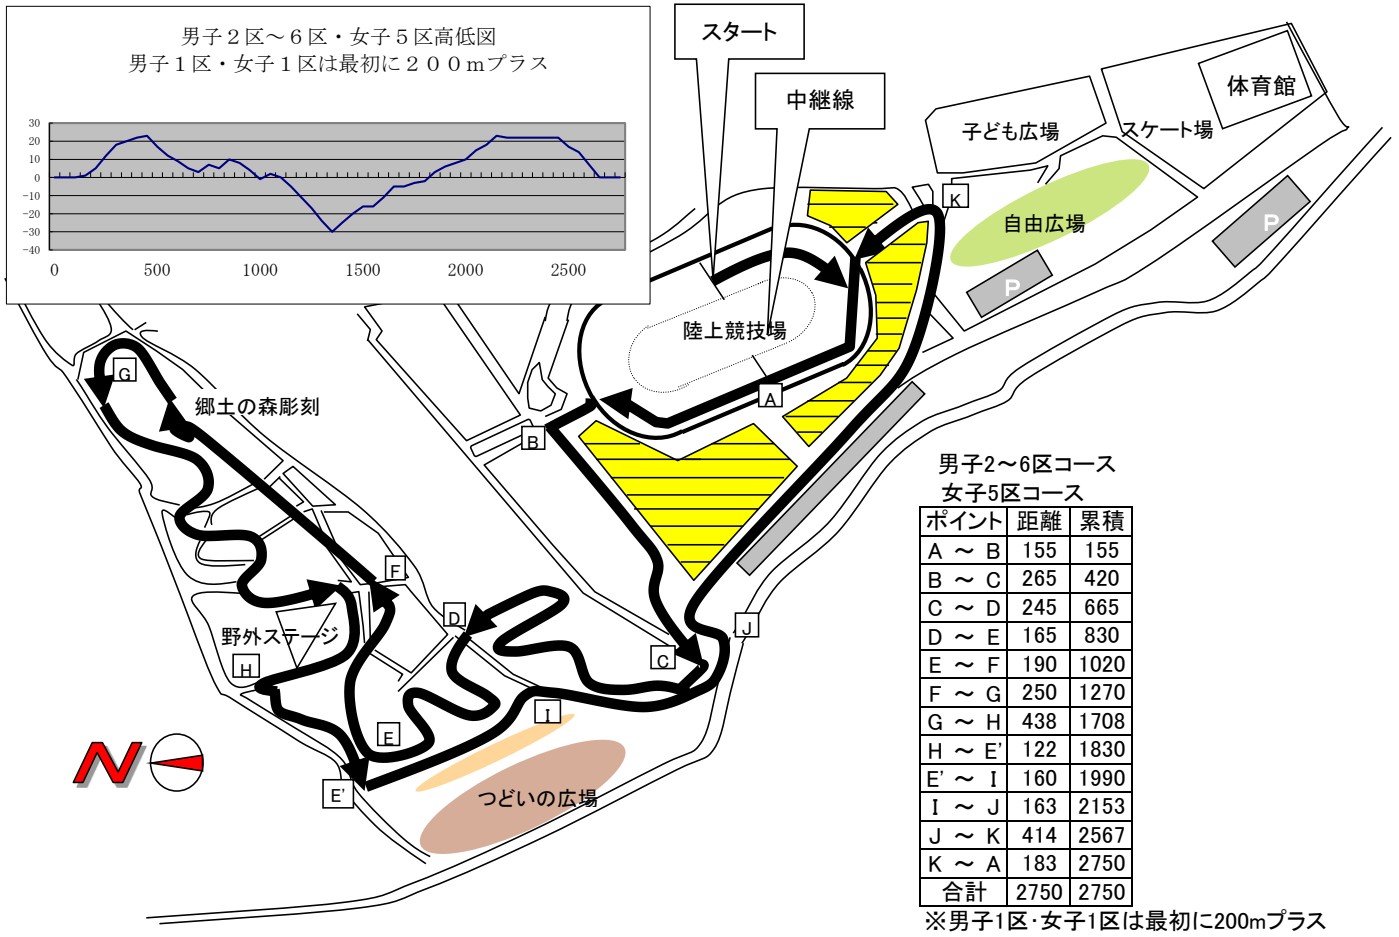 男子２区～６区・女子５区高低図
男子１区・女子１区は最初に２００ｍプラス
30
20
10
0
-10
-20
-30
-40
0 500 1000 1500 2000 2500
スタート
中継線
体育館
子ども広場
スケート場
K
自由広場
P
P
陸上競技場
G
郷土の森彫刻
A
B
F
D
野外ステージ
H
J
C
I
E
N
E'
つどいの広場
男子2～6区コース
女子5区コース
ポイント 距離 累積
A ～ B 155 155
B ～ C 265 420
C ～ D 245 665
D ～ E 165 830
E ～ F 190 1020
F ～ G 250 1270
G ～ H 438 1708
H ～ E' 122 1830
E' ～ I 160 1990
I ～ J 163 2153
J ～ K 414 2567
K ～ A 183 2750
合計 2750 2750
※男子1区・女子1区は最初に200mプラス